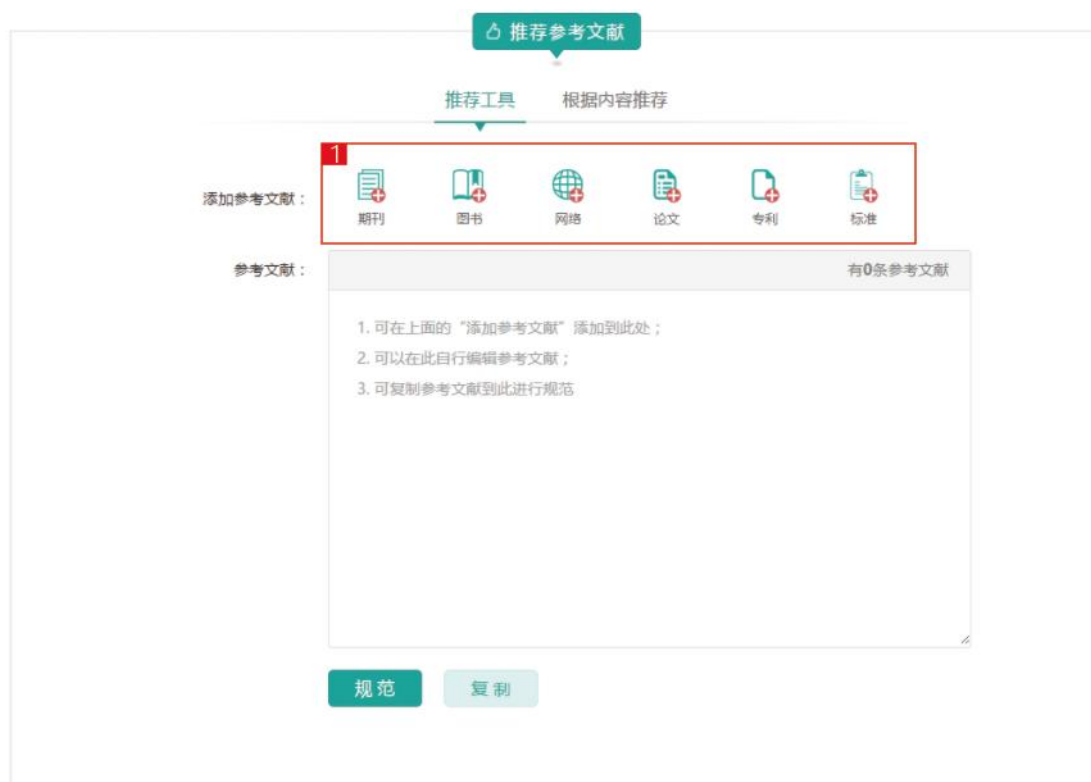 推荐参考文献
推荐工具 根据内容推荐
1
添加参考文献：
期刊 图书 网络 论文 专利 标准
参考文献：
有0条参考文献
1. 可在上面的“添加参考文献”添加到此处；
2. 可以在此自行编辑参考文献；
3. 可复制参考文献到此进行规范
规范 复制